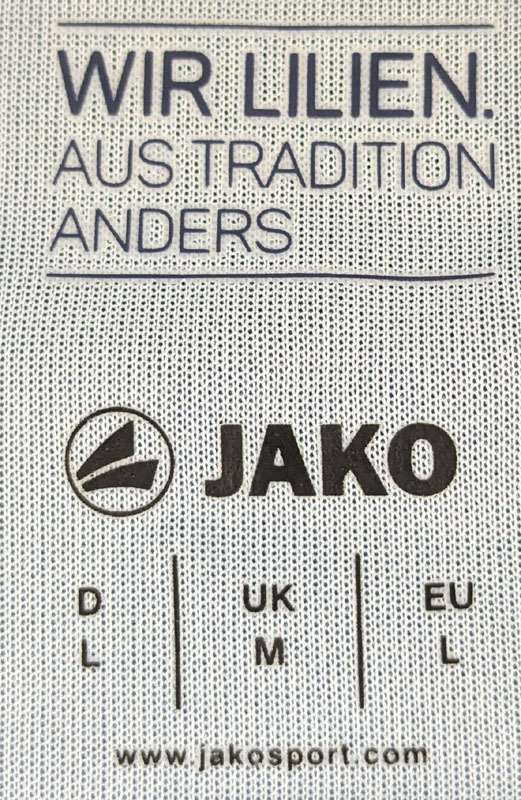 WIR LILIEN.
AUS TRADITION
ANDERS
JAKO
D UK EU
L M L
www.jakosport.com